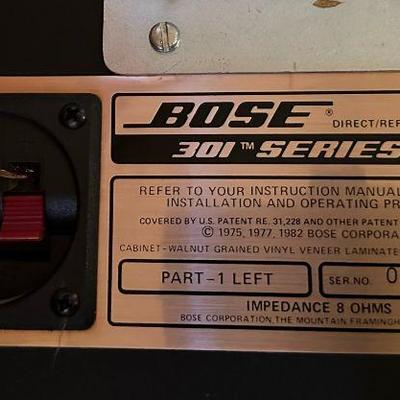 BOSE ® DIRECT/REF
301™ SERIES
REFER TO YOUR INSTRUCTION MANUAL
INSTALLATION AND OPERATING PR
COVERED BY U.S. PATENT RE. 31,228 AND OTHER PATENT
© 1975, 1977, 1982 BOSE CORPORA
CABINET-WALNUT GRAINED VINYL VENEER LAMINATE
PART-1 LEFT
SER.NO. 0
IMPEDANCE 8 OHMS
BOSE CORPORATION, THE MOUNTAIN FRAMINGH